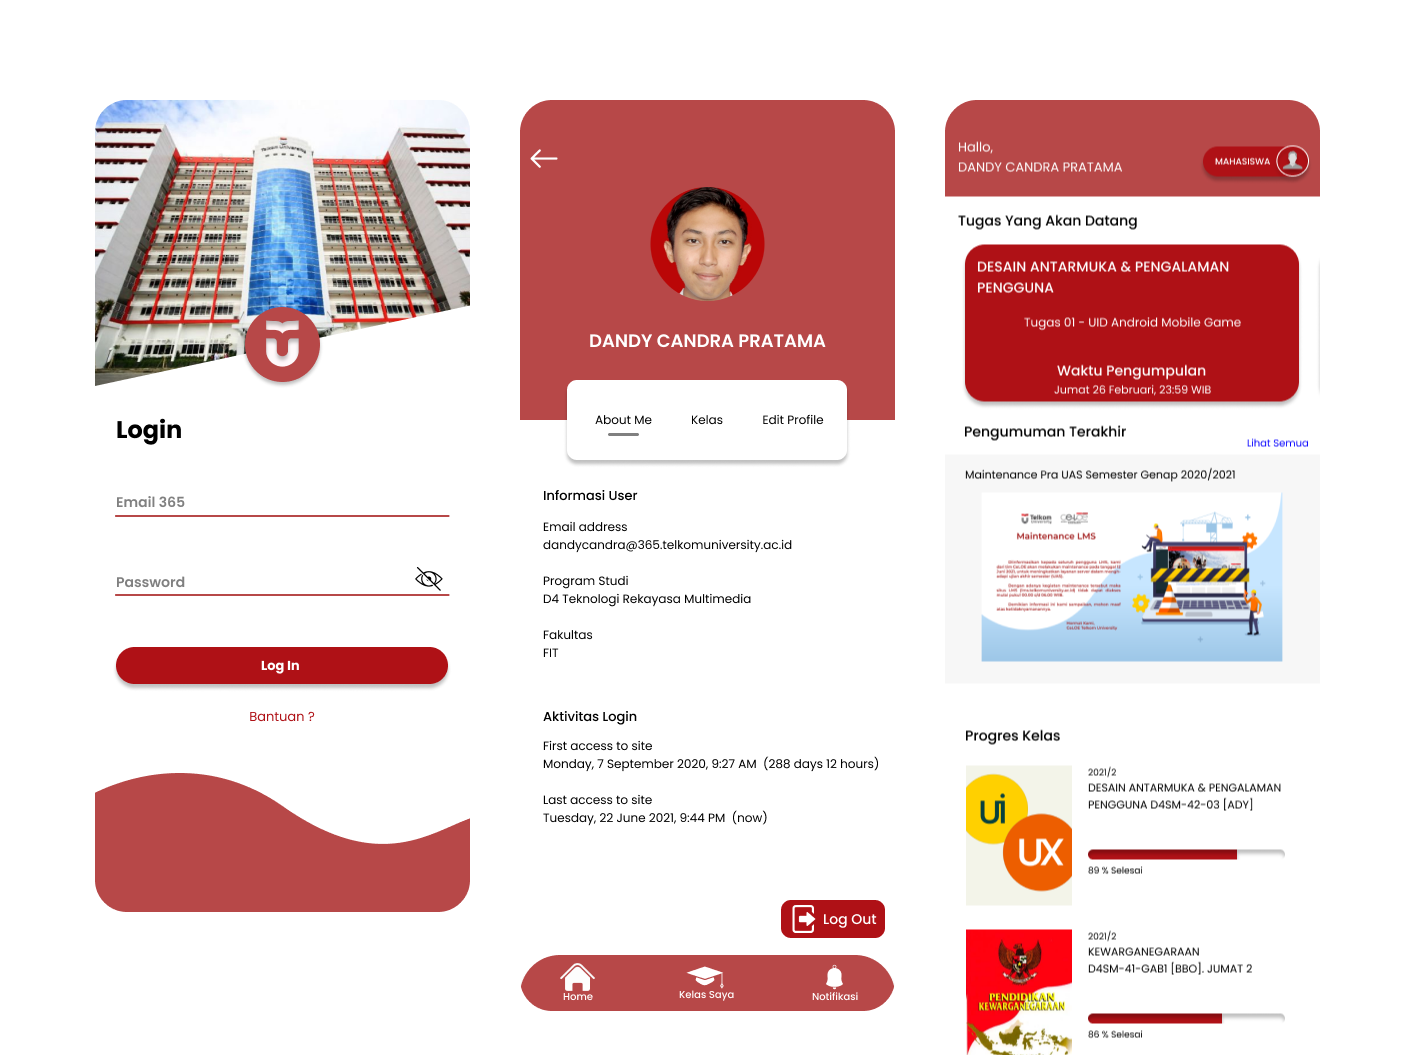 TELKOM UNIVERSITY
Login
Email 365
Password
Log In
Bantuan ?
DANDY CANDRA PRATAMA
About Me
Kelas
Edit Profile
Informasi User
Email address
dandycandra@365.telkomuniversity.ac.id
Program Studi
D4 Teknologi Rekayasa Multimedia
Fakultas
FIT
Aktivitas Login
First access to site
Monday, 7 September 2020, 9:27 AM  (288 days 12 hours)
Last access to site
Tuesday, 22 June 2021, 9:44 PM  (now)
Log Out
Home
Kelas Saya
Notifikasi
Hallo,
DANDY CANDRA PRATAMA
MAHASISWA
Tugas Yang Akan Datang
DESAIN ANTARMUKA & PENGALAMAN
PENGGUNA
Tugas 01 - UID Android Mobile Game
Waktu Pengumpulan
Jumat 26 Februari, 23:59 WIB
Pengumuman Terakhir
Lihat Semua
Maintenance Pra UAS Semester Genap 2020/2021
Telkom
University
Maintenance LMS
Progres Kelas
ui
UX
2021/2
DESAIN ANTARMUKA & PENGALAMAN
PENGGUNA D4SM-42-03 [ADY]
89 % Selesai
PENDIDIKAN
KEWARGANEGARAAN
2021/2
KEWARGANEGARAAN
D4SM-41-GAB1 [BBO]. JUMAT 2
86 % Selesai